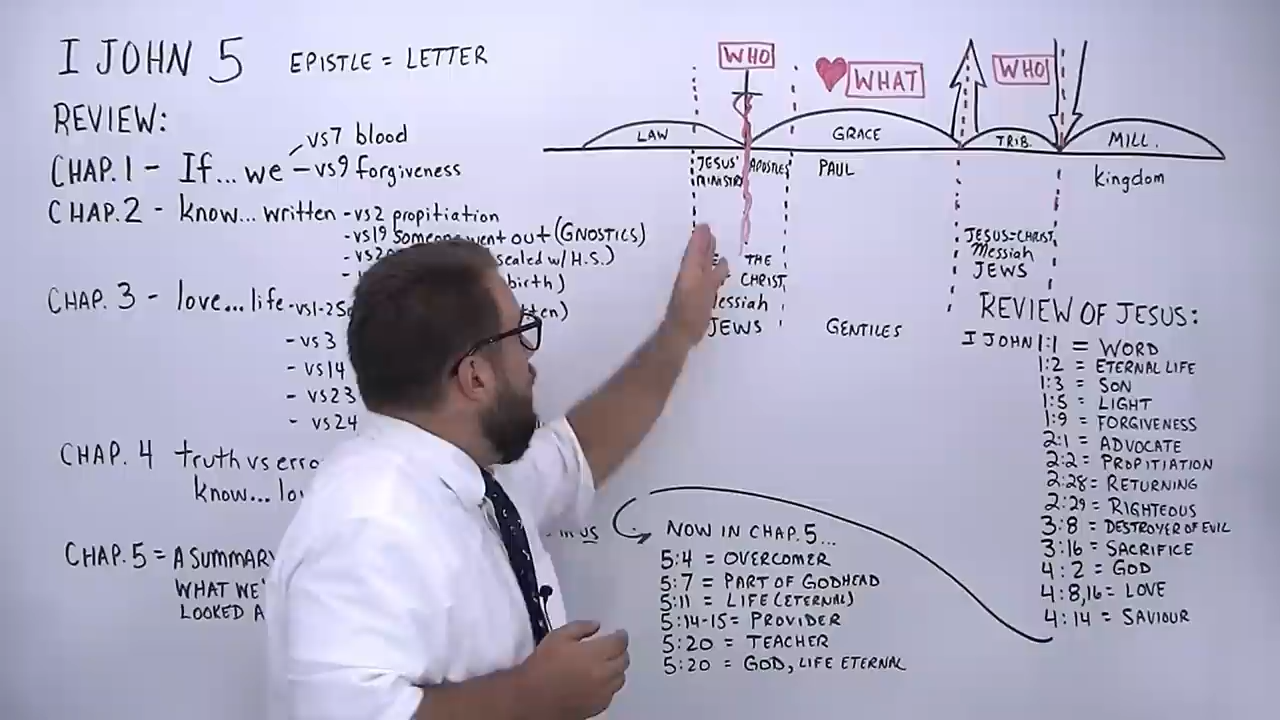 I JOHN 5 EPISTLE = LETTER
REVIEW:
CHAP.1 - If... we
vs7 blood
- vs9 forgiveness
CHAP.2 - know... written - vs2 propitiation
- vs19 Someone went out (GNOSTICS)
- vs20 sealed w/ H.S.)
birth)
CHAP. 3 - love... life - vs1-2
- vs3
- vs14
- vs23
- vs24
CHAP. 4 truth vs erro
know...
in us
CHAP. 5 = A SUMMARY
WHAT WE'
LOOKED A
WHO
WHAT
WHO
LAW
GRACE
TRIB.
MILL.
JESUS'
MINISTRY
APOSTLES
PAUL
Kingdom
THE
CHRIST
Messiah
JEWS
GENTILES
JESUS=CHRIST
Messiah
JEWS
REVIEW OF JESUS:
I JOHN 1:1 = WORD
1:2 = ETERNAL LIFE
1:3 = SON
1:5 = LIGHT
1:9 = FORGIVENESS
2:1 = ADVOCATE
2:2 = PROPITIATION
2:28 = RETURNING
2:29 = RIGHTEOUS
3:8 = DESTROYER OF EVIL
3:16 = SACRIFICE
4:2 = GOD
4:8,16 = LOVE
4:14 = SAVIOUR
NOW IN CHAP. 5...
5:4 = OVERCOMER
5:7 = PART OF GODHEAD
5:11 = LIFE (ETERNAL)
5:14-15 = PROVIDER
5:20 = TEACHER
5:20 = GOD, LIFE ETERNAL